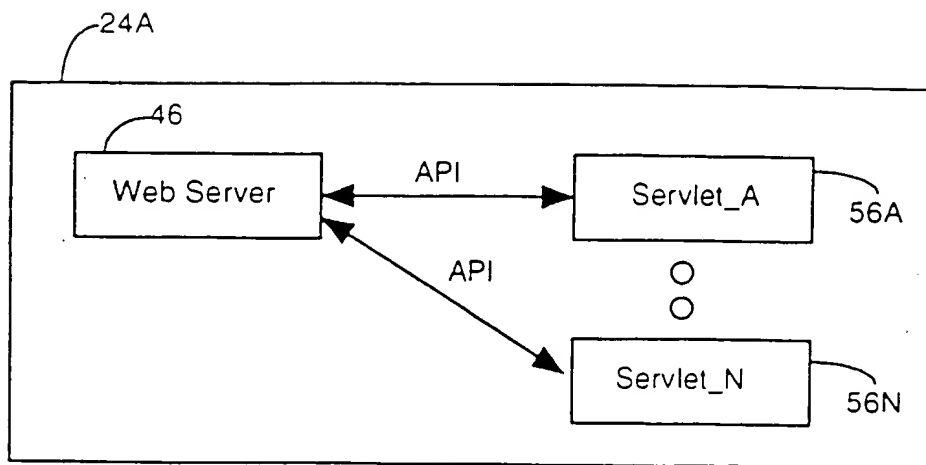 24A
46
Web Server
API
Servlet_A
56A
API
Servlet_N
56N